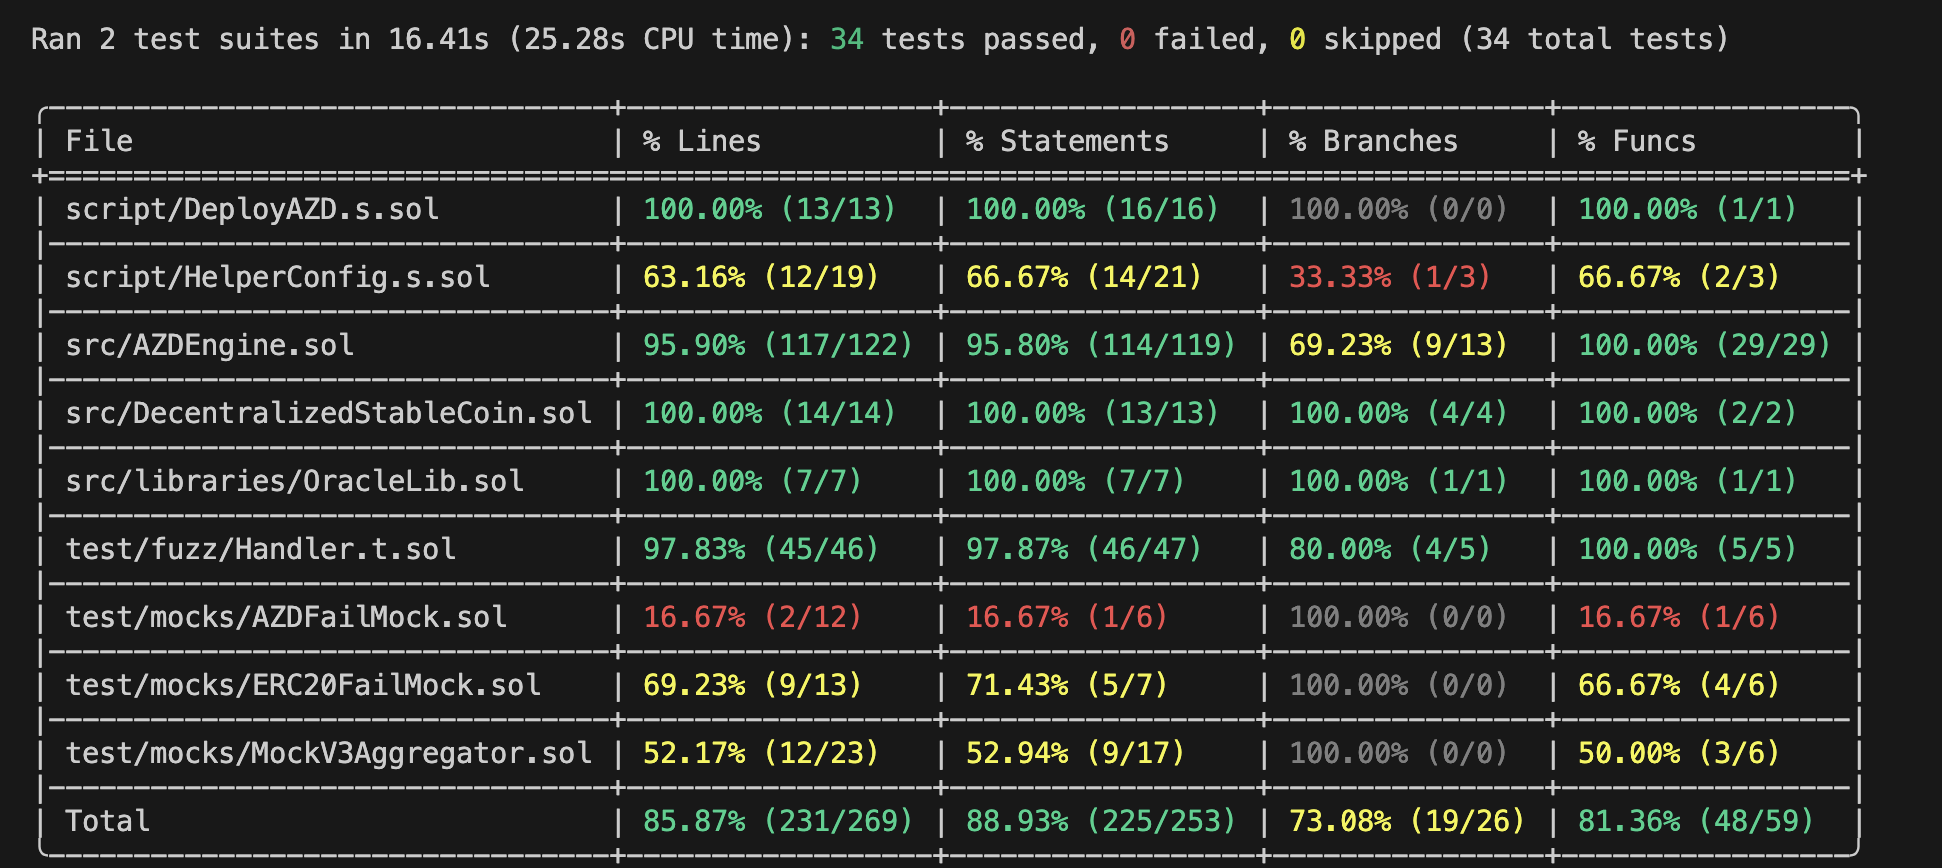 Ran 2 test suites in 16.41s (25.28s CPU time): 34 tests passed, 0 failed, 0 skipped (34 total tests)
| File | % Lines | % Statements | % Branches | % Funcs |
| script/DeployAZD.s.sol | 100.00% (13/13) | 100.00% (16/16) | 100.00% (0/0) | 100.00% (1/1) |
| script/HelperConfig.s.sol | 63.16% (12/19) | 66.67% (14/21) | 33.33% (1/3) | 66.67% (2/3) |
| src/AZDEngine.sol | 95.90% (117/122) | 95.80% (114/119) | 69.23% (9/13) | 100.00% (29/29) |
| src/DecentralizedStableCoin.sol | 100.00% (14/14) | 100.00% (13/13) | 100.00% (4/4) | 100.00% (2/2) |
| src/libraries/OracleLib.sol | 100.00% (7/7) | 100.00% (7/7) | 100.00% (1/1) | 100.00% (1/1) |
| test/fuzz/Handler.t.sol | 97.83% (45/46) | 97.87% (46/47) | 80.00% (4/5) | 100.00% (5/5) |
| test/mocks/AZDFailMock.sol | 16.67% (2/12) | 16.67% (1/6) | 100.00% (0/0) | 16.67% (1/6) |
| test/mocks/ERC20FailMock.sol | 69.23% (9/13) | 71.43% (5/7) | 100.00% (0/0) | 66.67% (4/6) |
| test/mocks/MockV3Aggregator.sol | 52.17% (12/23) | 52.94% (9/17) | 100.00% (0/0) | 50.00% (3/6) |
| Total | 85.87% (231/269) | 88.93% (225/253) | 73.08% (19/26) | 81.36% (48/59) |